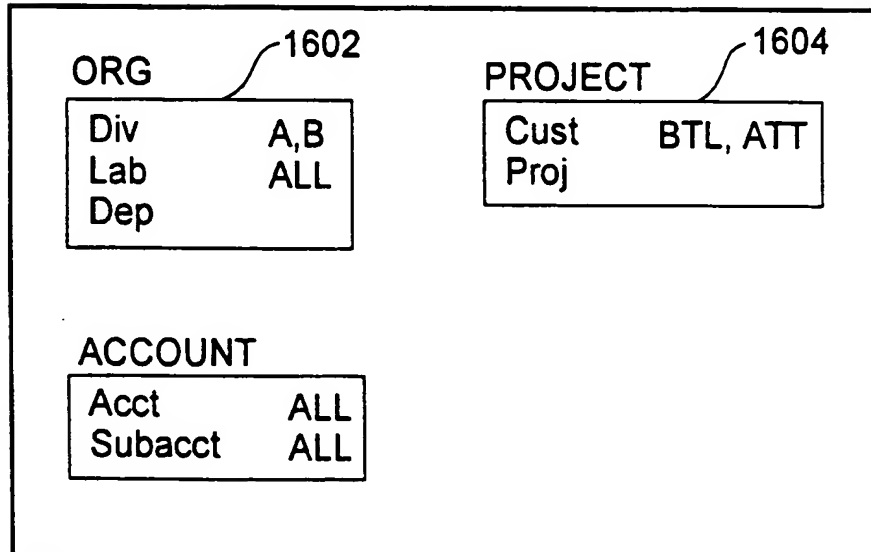 ORG 1602
Div A,B
Lab ALL
Dep
PROJECT 1604
Cust BTL, ATT
Proj
ACCOUNT
Acct ALL
Subacct ALL